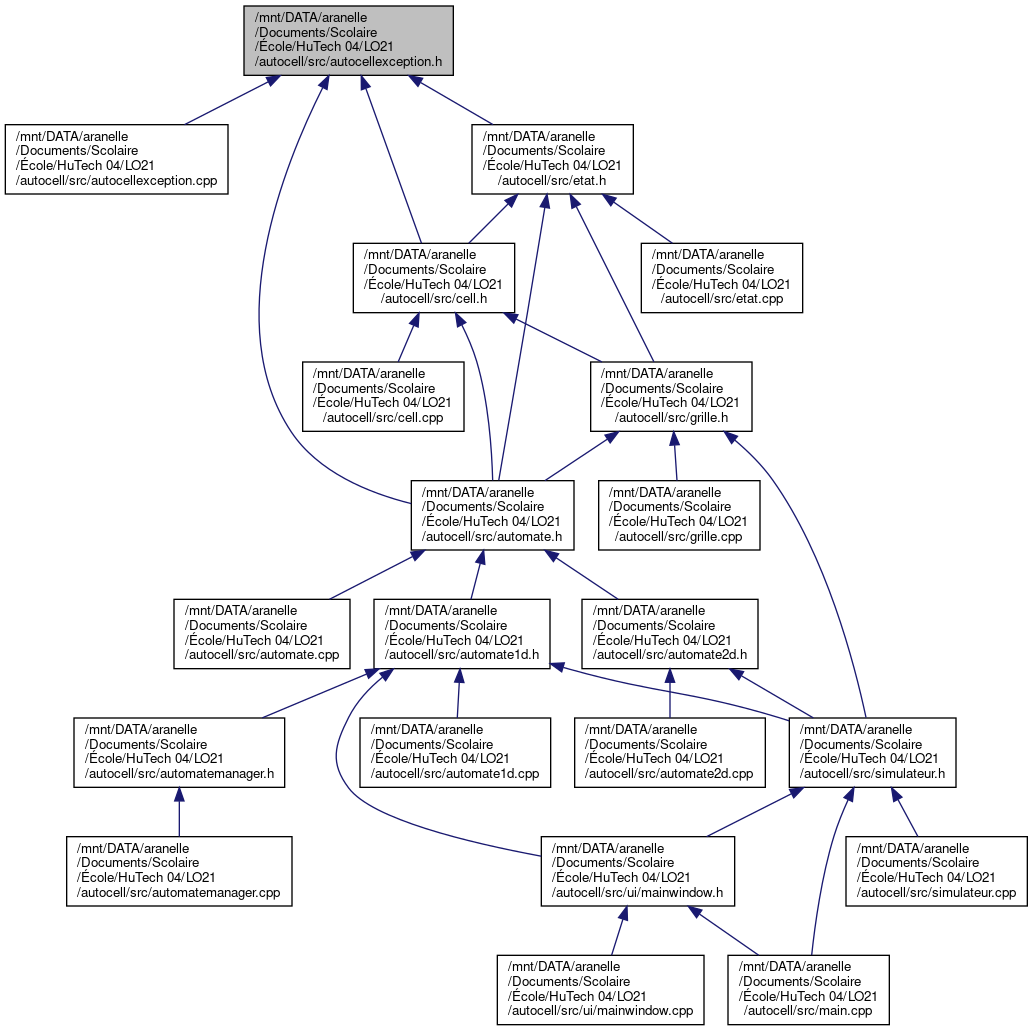 /mnt/DATA/aranelle
/Documents/Scolaire
/École/HuTech 04/LO21
/autocell/src/autocellexception.h
/mnt/DATA/aranelle
/Documents/Scolaire
/École/HuTech 04/LO21
/autocell/src/autocellexception.cpp
/mnt/DATA/aranelle
/Documents/Scolaire
/École/HuTech 04/LO21
/autocell/src/etat.h
/mnt/DATA/aranelle
/Documents/Scolaire
/École/HuTech 04/LO21
/autocell/src/cell.h
/mnt/DATA/aranelle
/Documents/Scolaire
/École/HuTech 04/LO21
/autocell/src/etat.cpp
/mnt/DATA/aranelle
/Documents/Scolaire
/École/HuTech 04/LO21
/autocell/src/cell.cpp
/mnt/DATA/aranelle
/Documents/Scolaire
/École/HuTech 04/LO21
/autocell/src/grille.h
/mnt/DATA/aranelle
/Documents/Scolaire
/École/HuTech 04/LO21
/autocell/src/automate.h
/mnt/DATA/aranelle
/Documents/Scolaire
/École/HuTech 04/LO21
/autocell/src/grille.cpp
/mnt/DATA/aranelle
/Documents/Scolaire
/École/HuTech 04/LO21
/autocell/src/automate.cpp
/mnt/DATA/aranelle
/Documents/Scolaire
/École/HuTech 04/LO21
/autocell/src/automate1d.h
/mnt/DATA/aranelle
/Documents/Scolaire
/École/HuTech 04/LO21
/autocell/src/automate2d.h
/mnt/DATA/aranelle
/Documents/Scolaire
/École/HuTech 04/LO21
/autocell/src/automatemanager.h
/mnt/DATA/aranelle
/Documents/Scolaire
/École/HuTech 04/LO21
/autocell/src/automate1d.cpp
/mnt/DATA/aranelle
/Documents/Scolaire
/École/HuTech 04/LO21
/autocell/src/automate2d.cpp
/mnt/DATA/aranelle
/Documents/Scolaire
/École/HuTech 04/LO21
/autocell/src/simulateur.h
/mnt/DATA/aranelle
/Documents/Scolaire
/École/HuTech 04/LO21
/autocell/src/automatemanager.cpp
/mnt/DATA/aranelle
/Documents/Scolaire
/École/HuTech 04/LO21
/autocell/src/ui/mainwindow.h
/mnt/DATA/aranelle
/Documents/Scolaire
/École/HuTech 04/LO21
/autocell/src/simulateur.cpp
/mnt/DATA/aranelle
/Documents/Scolaire
/École/HuTech 04/LO21
/autocell/src/ui/mainwindow.cpp
/mnt/DATA/aranelle
/Documents/Scolaire
/École/HuTech 04/LO21
/autocell/src/main.cpp